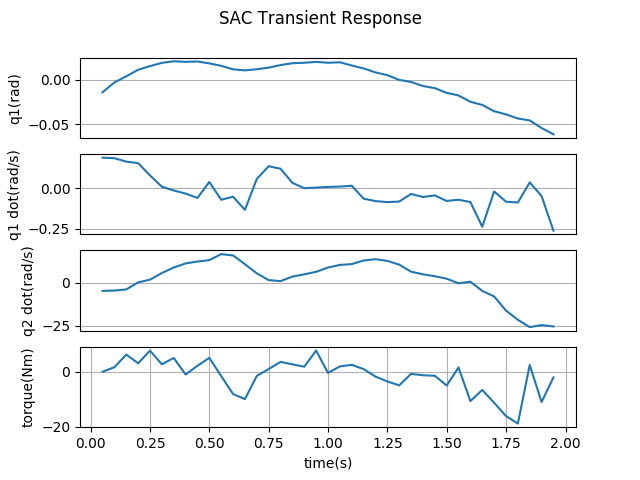 SAC Transient Response
q1(rad)
0.00
−0.05
q1 dot(rad/s)
0.00
−0.25
q2 dot(rad/s)
0
−25
torque(Nm)
0
−20
0.00 0.25 0.50 0.75 1.00 1.25 1.50 1.75 2.00
time(s)